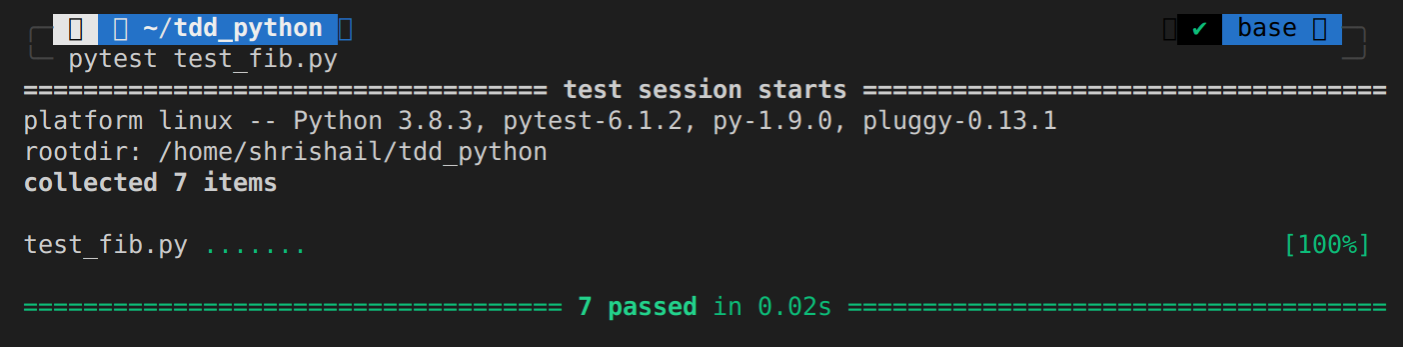 ~/tdd_python ✔ base
pytest test_fib.py
=================================== test session starts ===================================
platform linux -- Python 3.8.3, pytest-6.1.2, py-1.9.0, pluggy-0.13.1
rootdir: /home/shrishail/tdd_python
collected 7 items
test_fib.py ....... [100%]
==================================== 7 passed in 0.02s ====================================